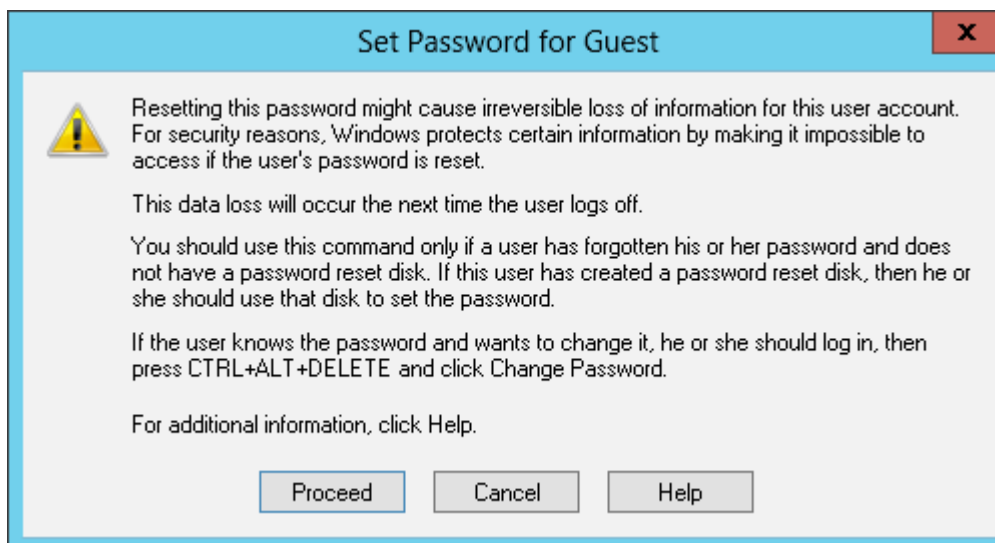 Set Password for Guest
x
Resetting this password might cause irreversible loss of information for this user account.
For security reasons, Windows protects certain information by making it impossible to
access if the user's password is reset.
This data loss will occur the next time the user logs off.
You should use this command only if a user has forgotten his or her password and does
not have a password reset disk. If this user has created a password reset disk, then he or
she should use that disk to set the password.
If the user knows the password and wants to change it, he or she should log in, then
press CTRL+ALT+DELETE and click Change Password.
For additional information, click Help.
Proceed
Cancel
Help